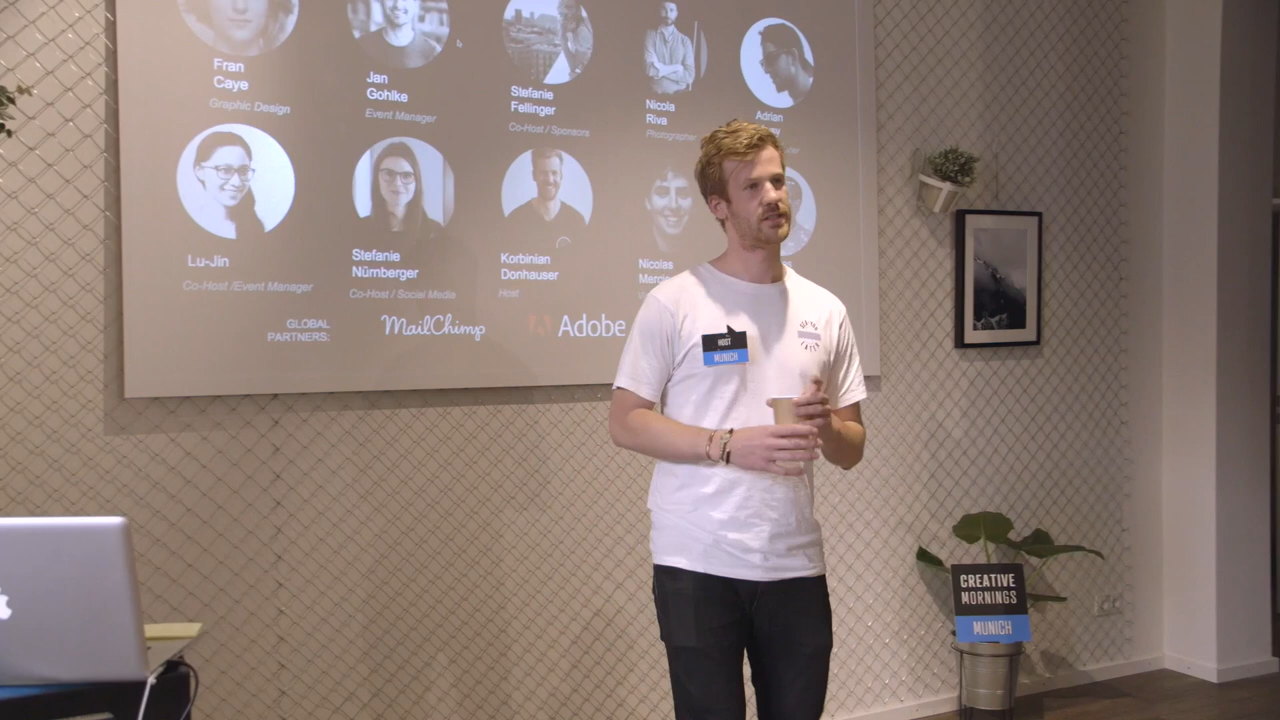 Fran
Caye
Graphic Design
Jan
Gohlke
Event Manager
Stefanie
Fellinger
Co-Host / Sponsors
Nicola
Riva
Photographer
Adrian
Lu-Jin
Co-Host /Event Manager
Stefanie
Nürnberger
Co-Host / Social Media
Korbinian
Donhauser
Host
Nicolas
GLOBAL
PARTNERS:
MailChimp
Adobe
HOST
MUNICH
CREATIVE
MORNINGS
MUNICH